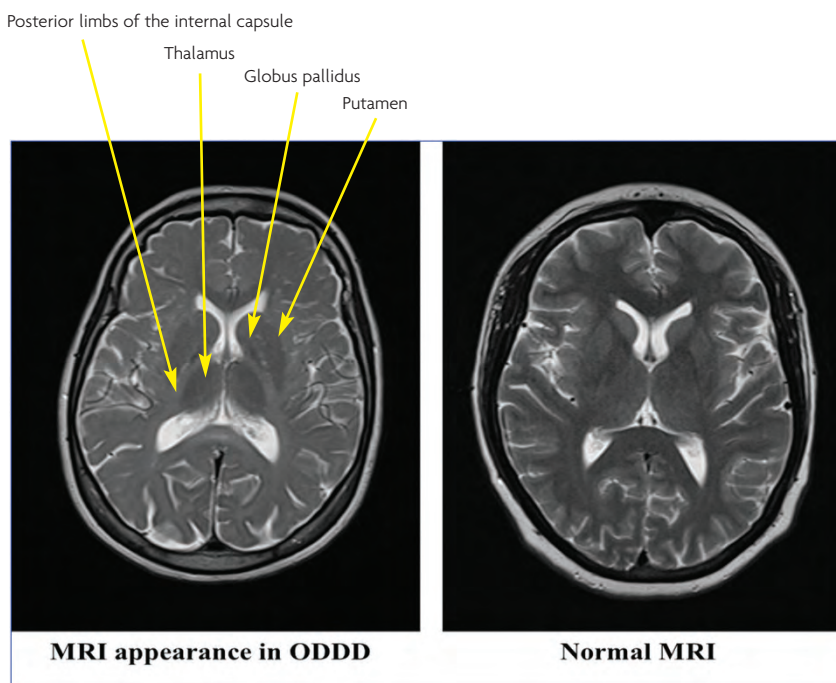 Posterior limbs of the internal capsule
Thalamus
Globus pallidus
Putamen
MRI appearance in ODDD
Normal MRI